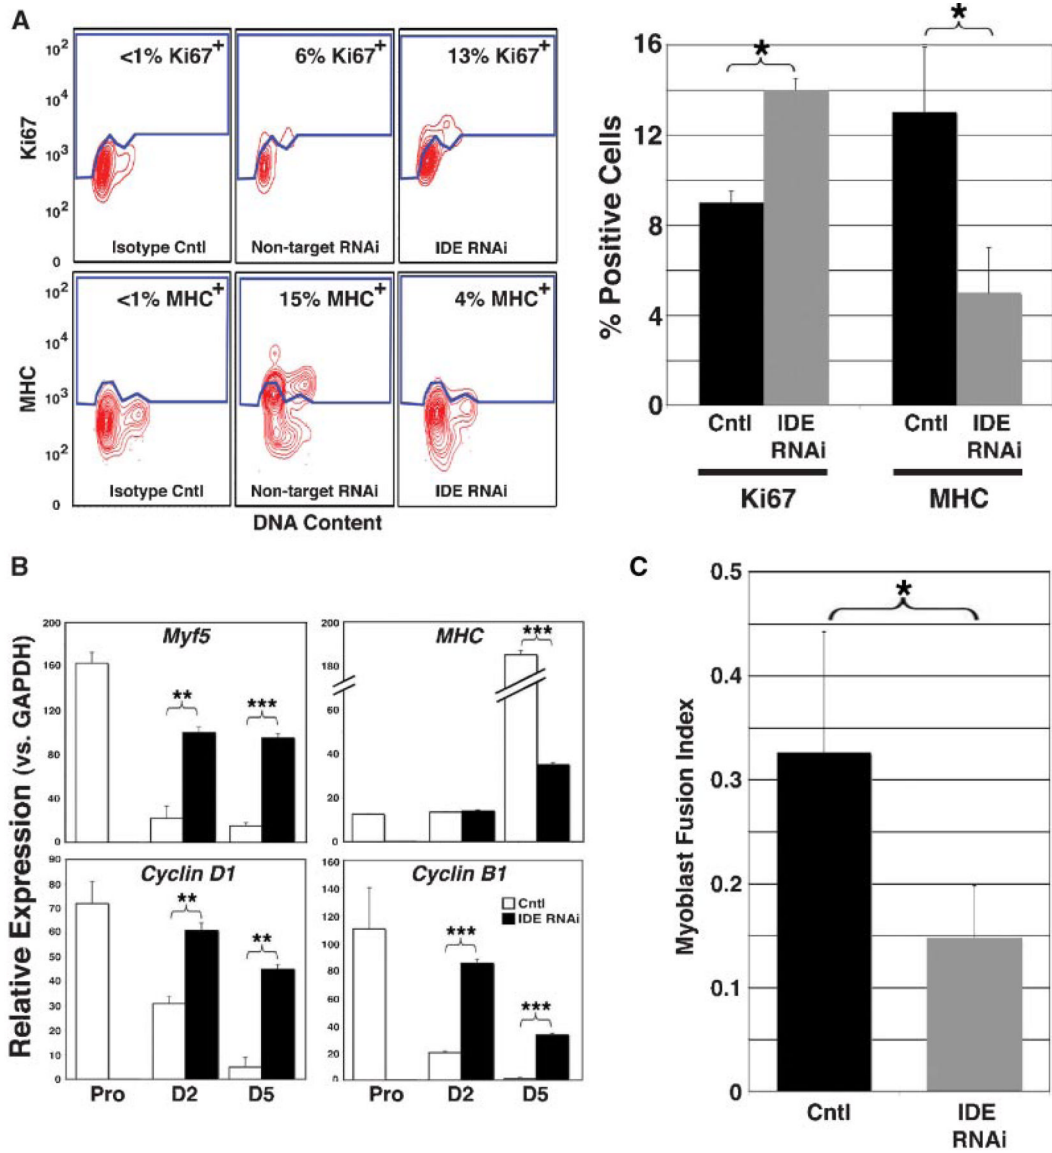 A
<1% Ki67+
6% Ki67+
13% Ki67+
Ki67
10² 10⁴ 10³ 10² 0
Isotype Cntl
Non-target RNAi
IDE RNAi
<1% MHC+
15% MHC+
4% MHC+
MHC
10² 10⁴ 10³ 10² 0
Isotype Cntl
Non-target RNAi
IDE RNAi
DNA Content
% Positive Cells
16
12
8
4
0
*
*
Cntl IDE Cntl IDE
RNAi RNAi
Ki67 MHC
B
Relative Expression (vs. GAPDH)
Myf5
200
160
120
80
40
0
**
***
MHC
200
180
60
40
20
0
***
Cyclin D1
90
80
70
60
50
40
30
20
10
0
**
**
Pro D2 D5
Cyclin B1
160
140
120
100
80
60
40
20
0
Cntl
IDE RNAi
***
***
Pro D2 D5
C
Myoblast Fusion Index
0.5
0.4
0.3
0.2
0.1
0
*
Cntl IDE
RNAi